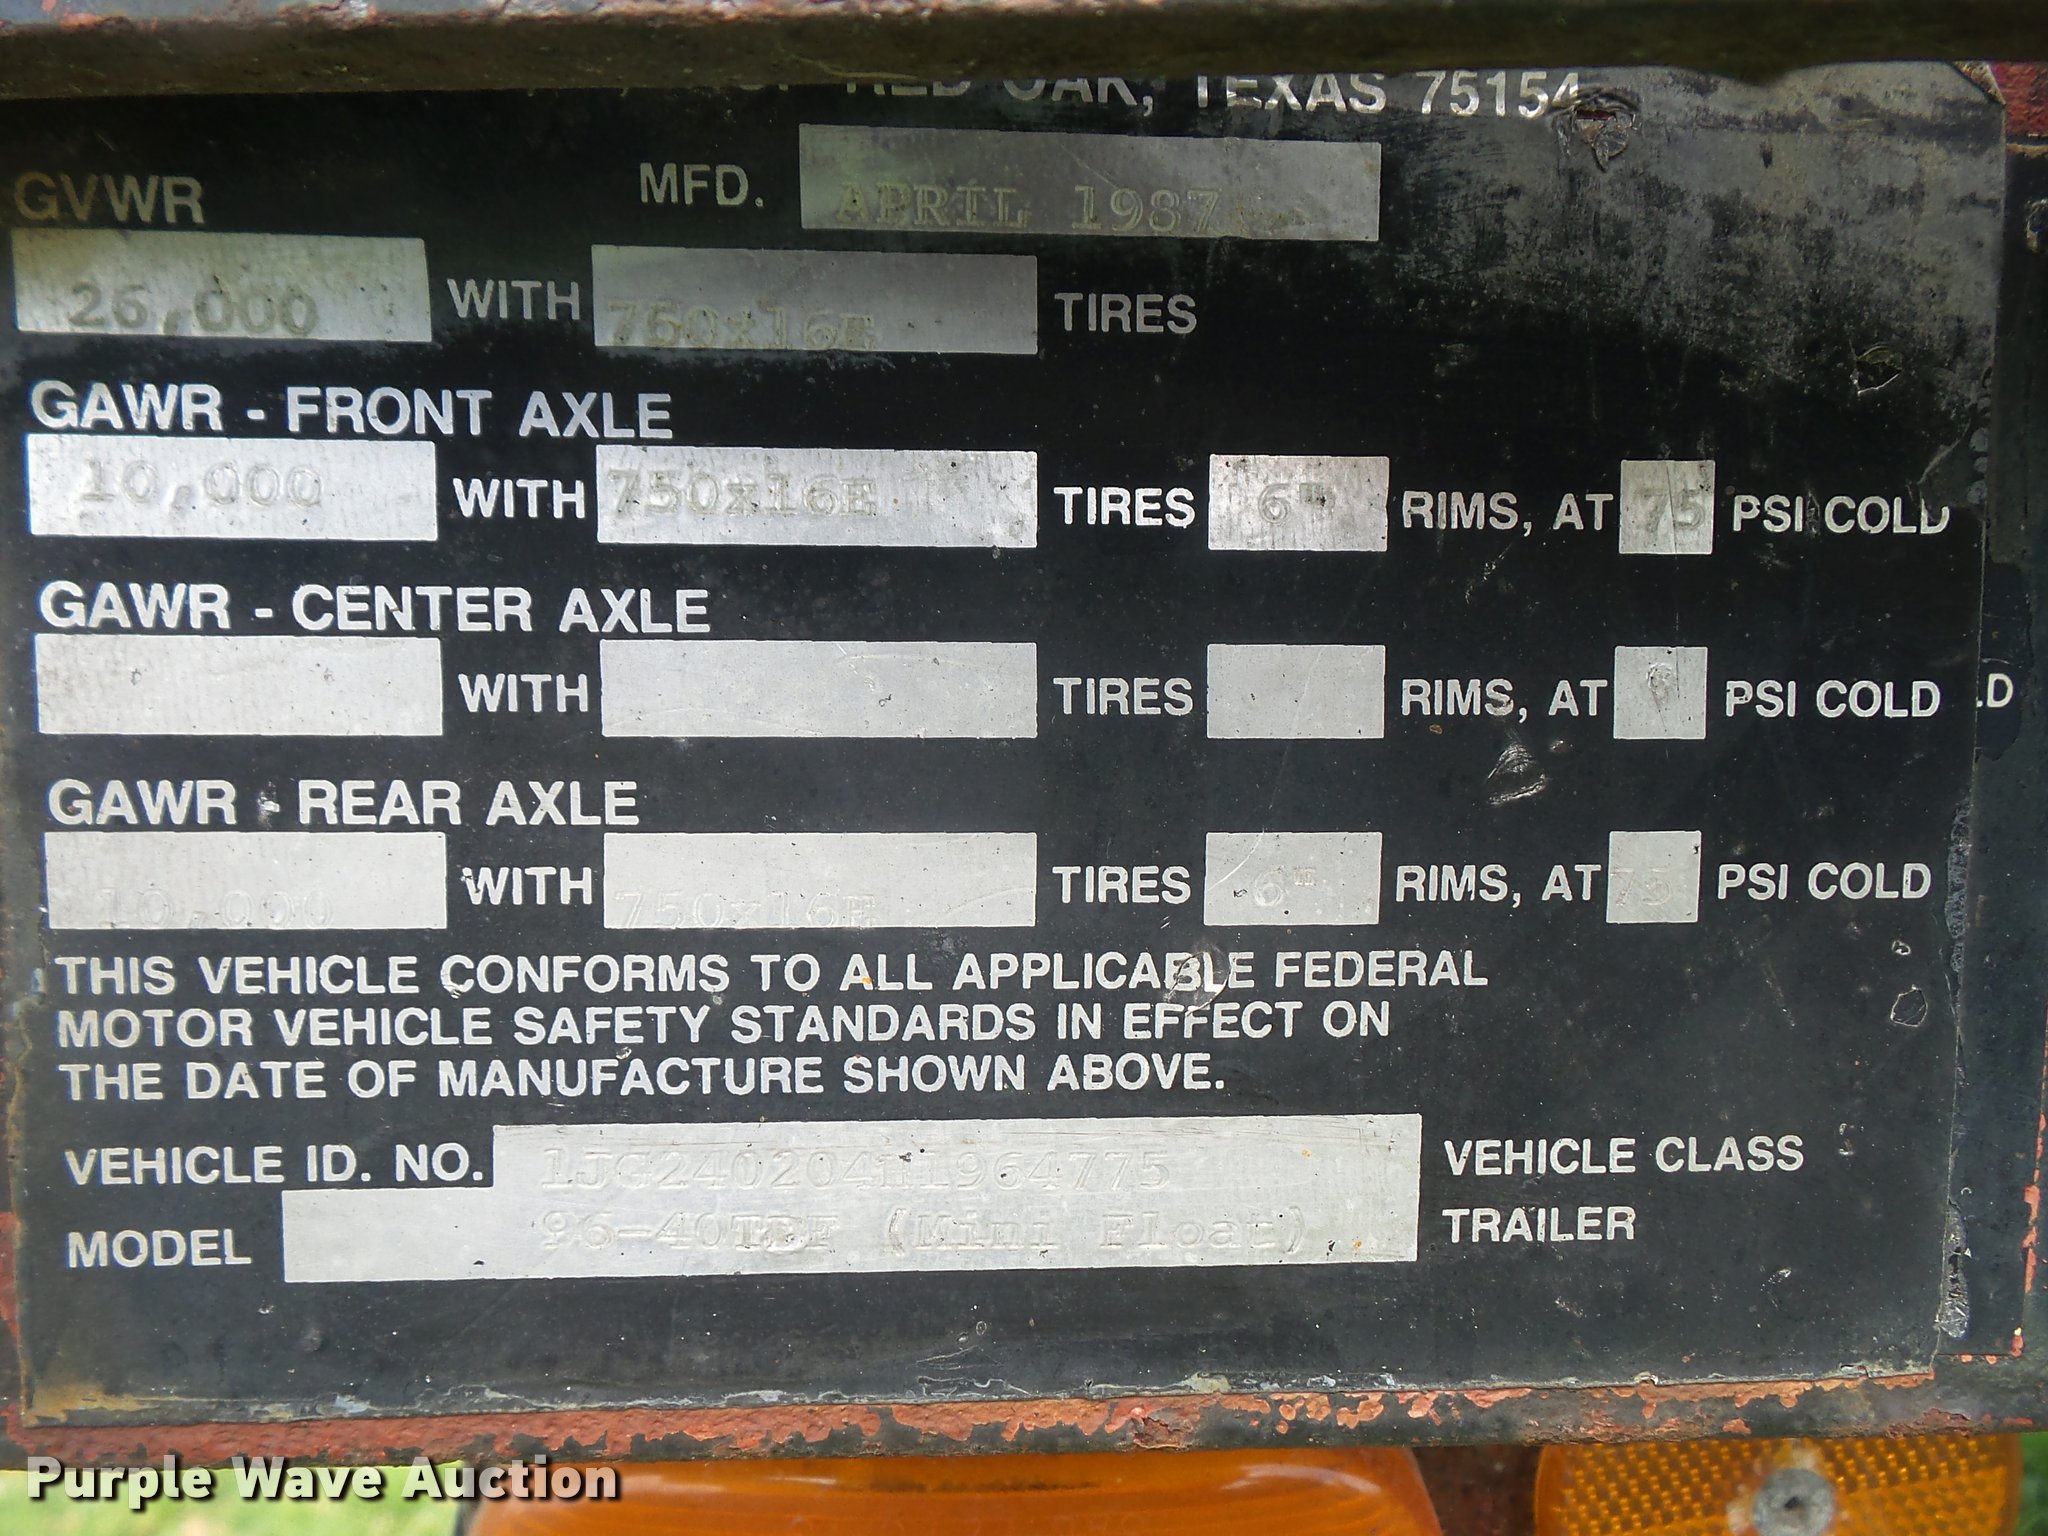 RED OAK, TEXAS 75154
GVWR MFD. APRIL 1987
26,000 WITH 750x16E TIRES
GAWR - FRONT AXLE
10,000 WITH 750x16E TIRES 6" RIMS, AT 75 PSI COLD
GAWR - CENTER AXLE
WITH TIRES RIMS, AT PSI COLD
GAWR - REAR AXLE
10,000 WITH 750x16E TIRES 6" RIMS, AT 75 PSI COLD
THIS VEHICLE CONFORMS TO ALL APPLICABLE FEDERAL
MOTOR VEHICLE SAFETY STANDARDS IN EFFECT ON
THE DATE OF MANUFACTURE SHOWN ABOVE.
VEHICLE ID. NO. VEHICLE CLASS
MODEL (Mini Float) TRAILER
Purple Wave Auction